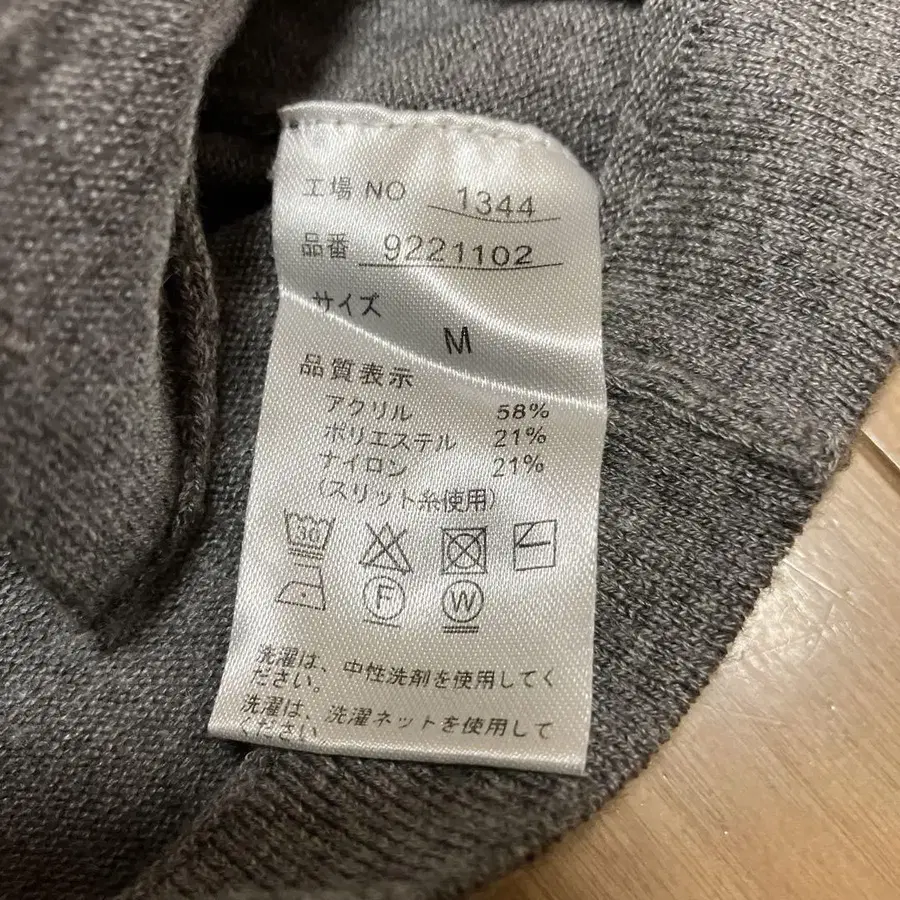 工場 NO 1344
品番 9221102
サイズ
M
品質表示
アクリル 58%
ポリエステル 21%
ナイロン 21%
(スリット糸使用)
30
F W
洗濯は、中性洗剤を使用してく
ださい。
洗濯は、洗濯ネットを使用して
ください